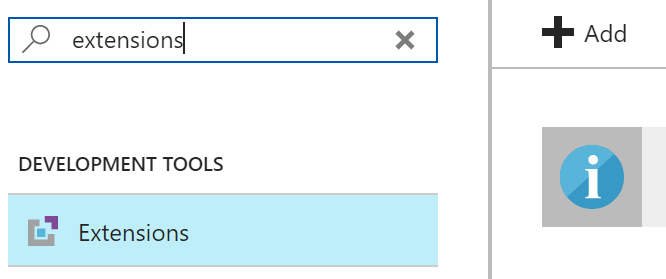 extensions
Add
DEVELOPMENT TOOLS
Extensions